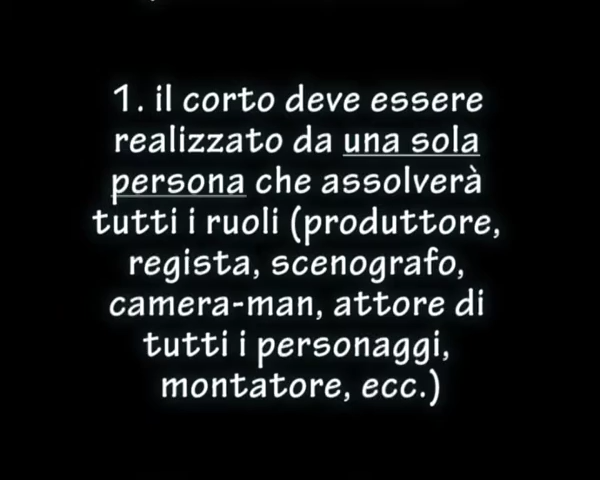 1. il corto deve essere
realizzato da una sola
persona che assolverà
tutti i ruoli (produttore,
regista, scenografo,
camera-man, attore di
tutti i personaggi,
montatore, ecc.)